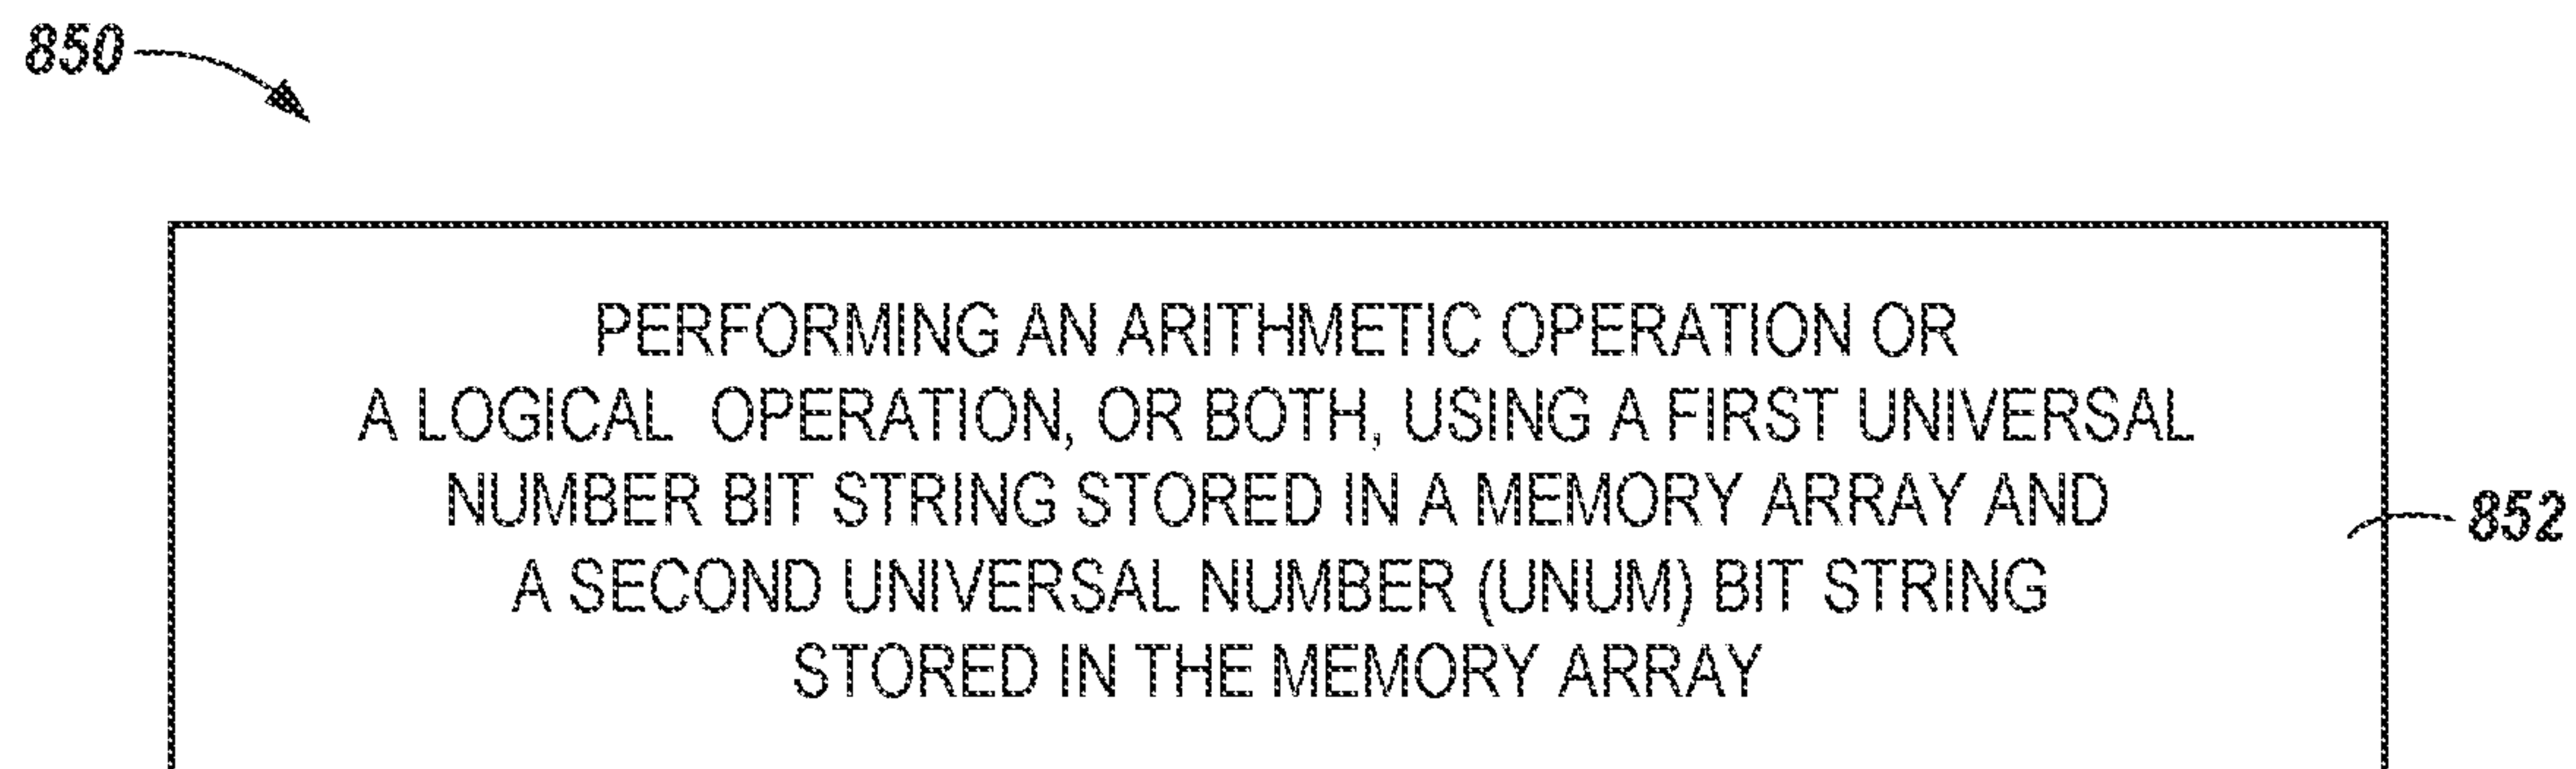 850
PERFORMING AN ARITHMETIC OPERATION OR
A LOGICAL OPERATION, OR BOTH, USING A FIRST UNIVERSAL
NUMBER BIT STRING STORED IN A MEMORY ARRAY AND
852
A SECOND UNIVERSAL NUMBER (UNUM) BIT STRING
STORED IN THE MEMORY ARRAY